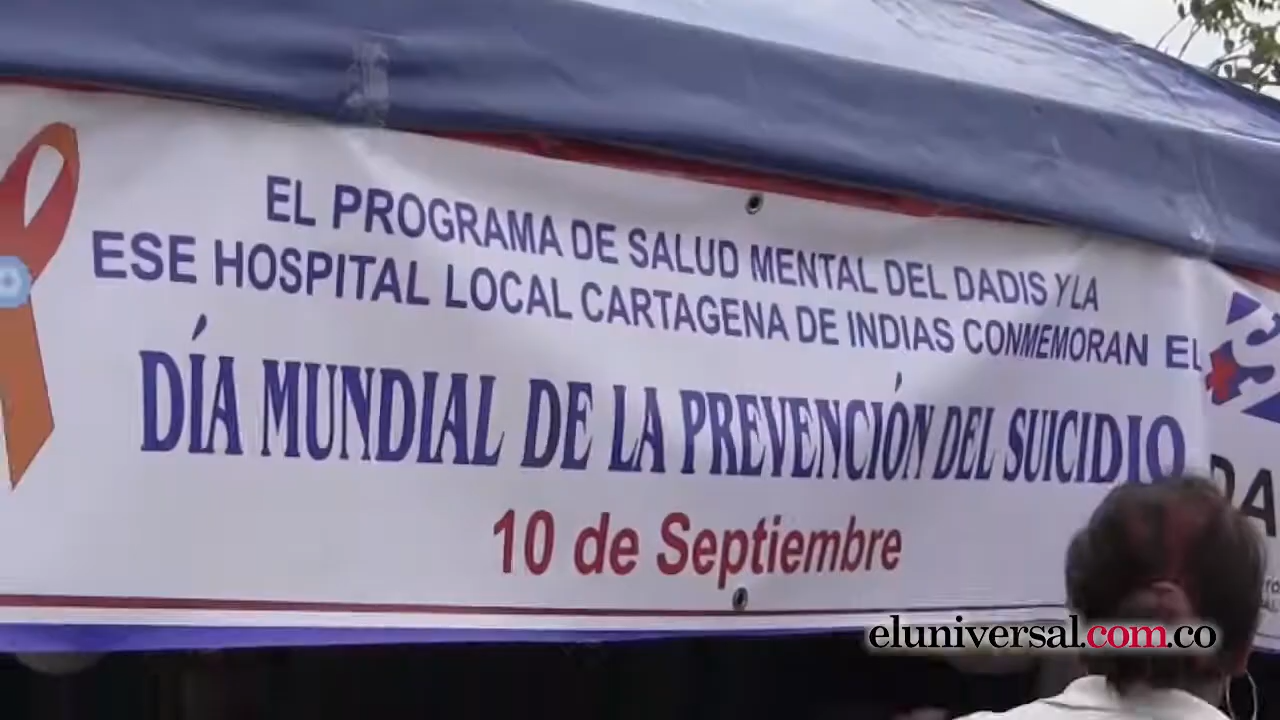 EL PROGRAMA DE SALUD MENTAL DEL DADIS Y LA
ESE HOSPITAL LOCAL CARTAGENA DE INDIAS CONMEMORAN EL
DÍA MUNDIAL DE LA PREVENCIÓN DEL SUICIDIO
10 de Septiembre
eluniversal.com.co